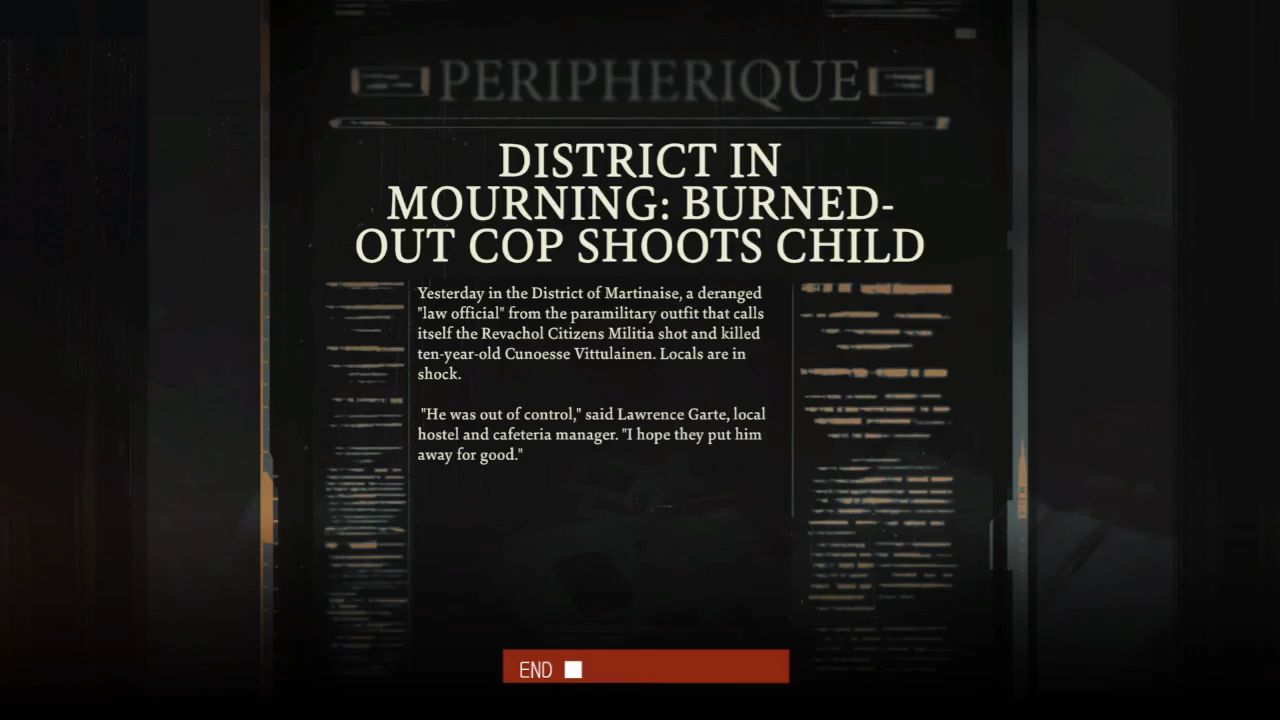 PERIPHERIQUE
DISTRICT IN
MOURNING: BURNED-
OUT COP SHOOTS CHILD
Yesterday in the District of Martinaise, a deranged
"law official" from the paramilitary outfit that calls
itself the Revachol Citizens Militia shot and killed
ten-year-old Cunoesse Vittulainen. Locals are in
shock.
"He was out of control," said Lawrence Garte, local
hostel and cafeteria manager. "I hope they put him
away for good."
END